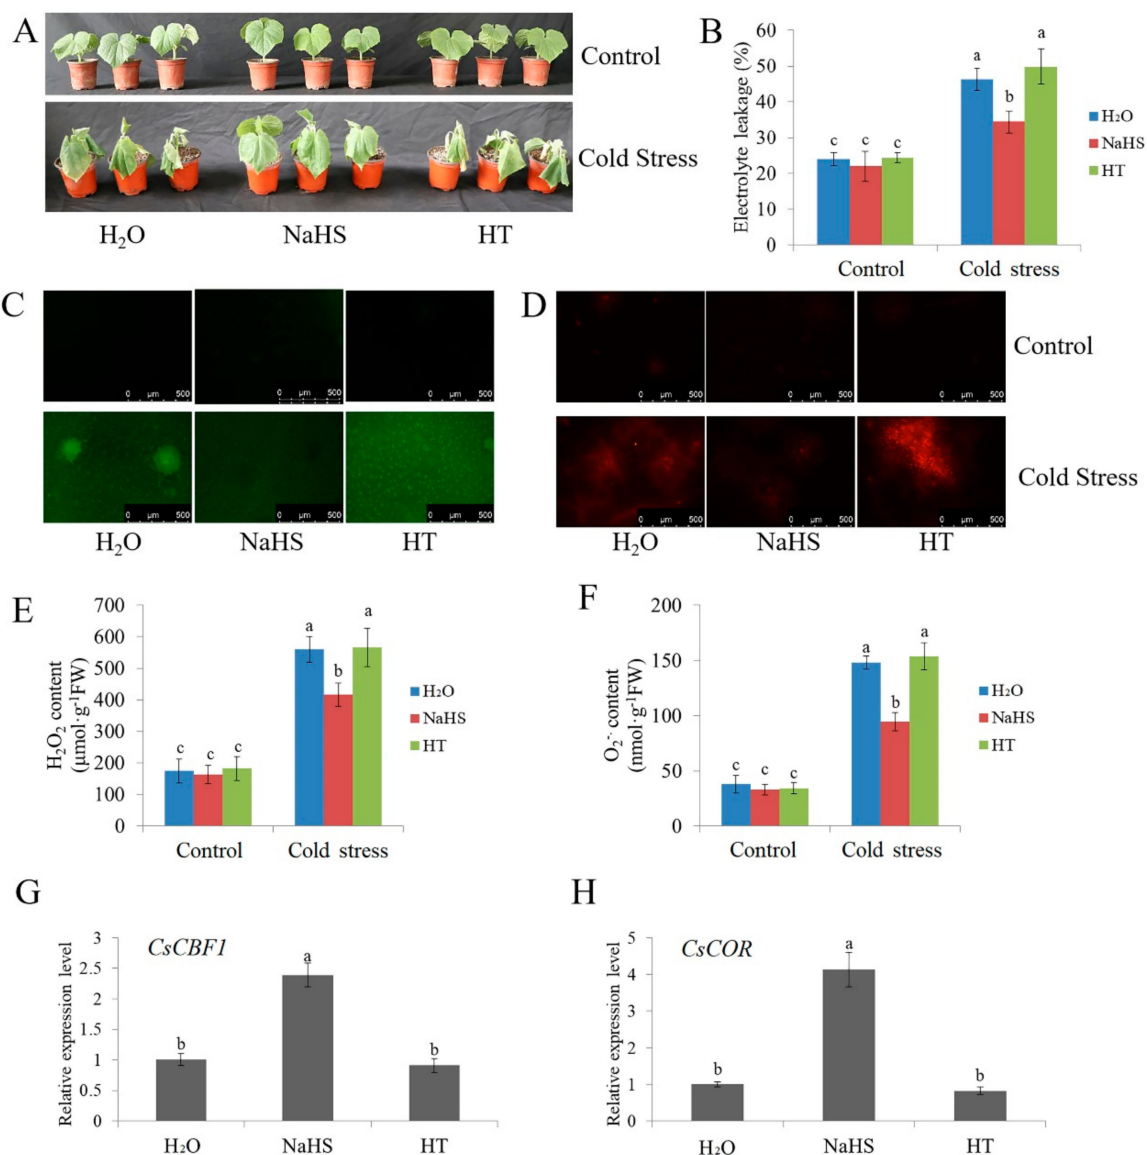 A
Control
Cold Stress
H₂O NaHS HT
B
Electrolyte leakage (%)
60
50
40
30
20
10
0
c c c
a b a
Control Cold stress
H₂O
NaHS
HT
C
0 μm 500
0 μm 500
0 μm 500
0 μm 500
0 μm 500
0 μm 500
H₂O NaHS HT
D
0 μm 500
0 μm 500
0 μm 500
Control
0 μm 500
0 μm 500
0 μm 500
Cold Stress
H₂O NaHS HT
E
H₂O₂ content
(μmol·g⁻¹FW)
700
600
500
400
300
200
100
0
c c c
a b a
Control Cold stress
H₂O
NaHS
HT
F
O₂⁻· content
(nmol·g⁻¹FW)
200
150
100
50
0
c c c
a b a
Control Cold stress
H₂O
NaHS
HT
G
CsCBF1
Relative expression level
3
2.5
2
1.5
1
0.5
0
b a b
H₂O NaHS HT
H
CsCOR
Relative expression level
5
4
3
2
1
0
b a b
H₂O NaHS HT